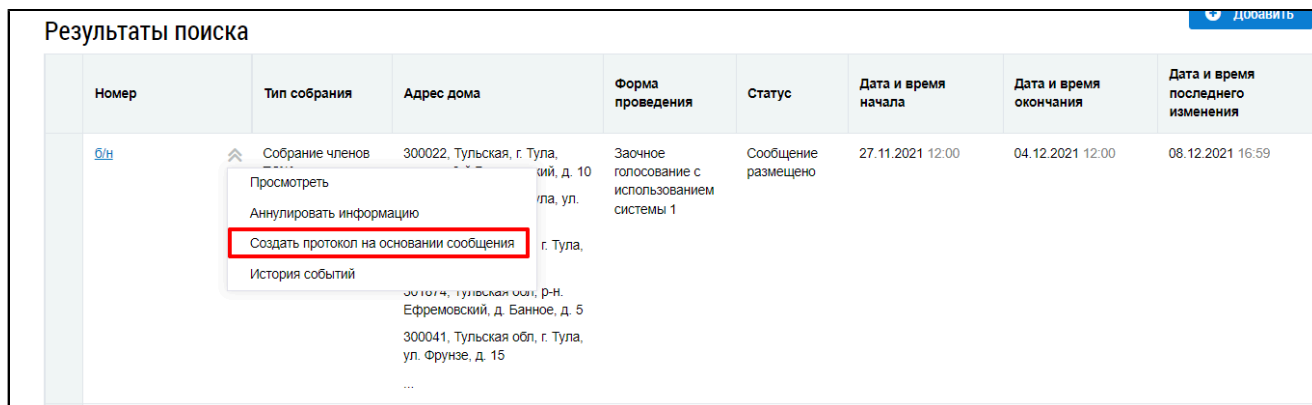 Добавить
Результаты поиска
Номер
Тип собрания
Адрес дома
Форма
проведения
Статус
Дата и время
начала
Дата и время
окончания
Дата и время
последнего
изменения
б/н
Собрание членов
300022, Тульская, г. Тула,
д. 10
ул.
г. Тула,
р-н.
Ефремовский, д. Банное, д. 5
300041, Тульская обл, г. Тула,
ул. Фрунзе, д. 15
...
Заочное
голосование с
использованием
системы 1
Сообщение
размещено
27.11.2021 12:00
04.12.2021 12:00
08.12.2021 16:59
Просмотреть
Аннулировать информацию
Создать протокол на основании сообщения
История событий